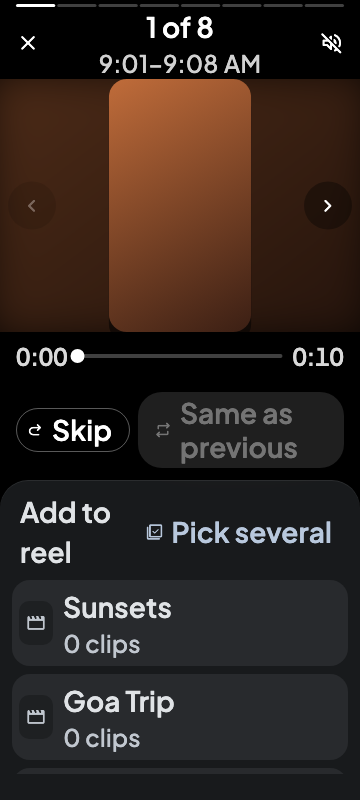 1 of 8
9:01–9:08 AM
0:00
0:10
Skip
Same as
previous
Add to
reel
Pick several
Sunsets
0 clips
Goa Trip
0 clips